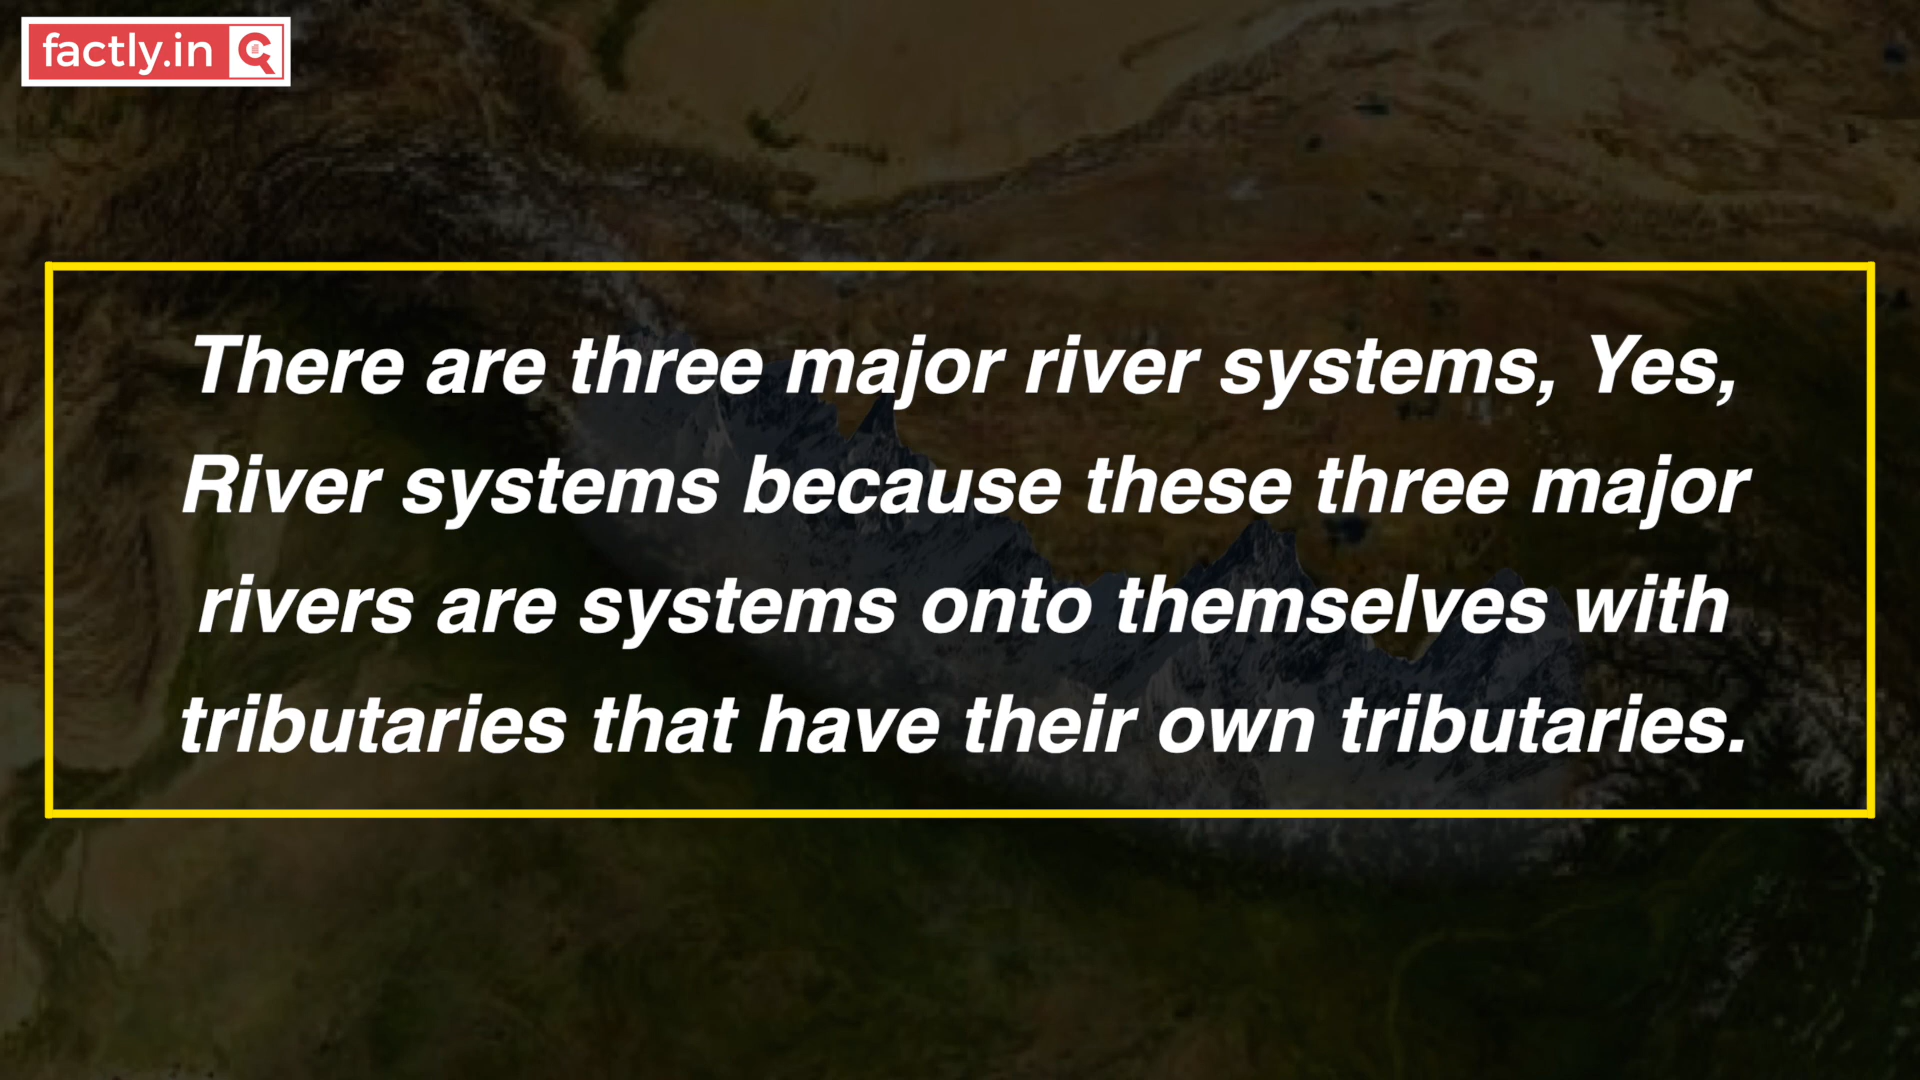 factly.in
There are three major river systems, Yes,
River systems because these three major
rivers are systems onto themselves with
tributaries that have their own tributaries.